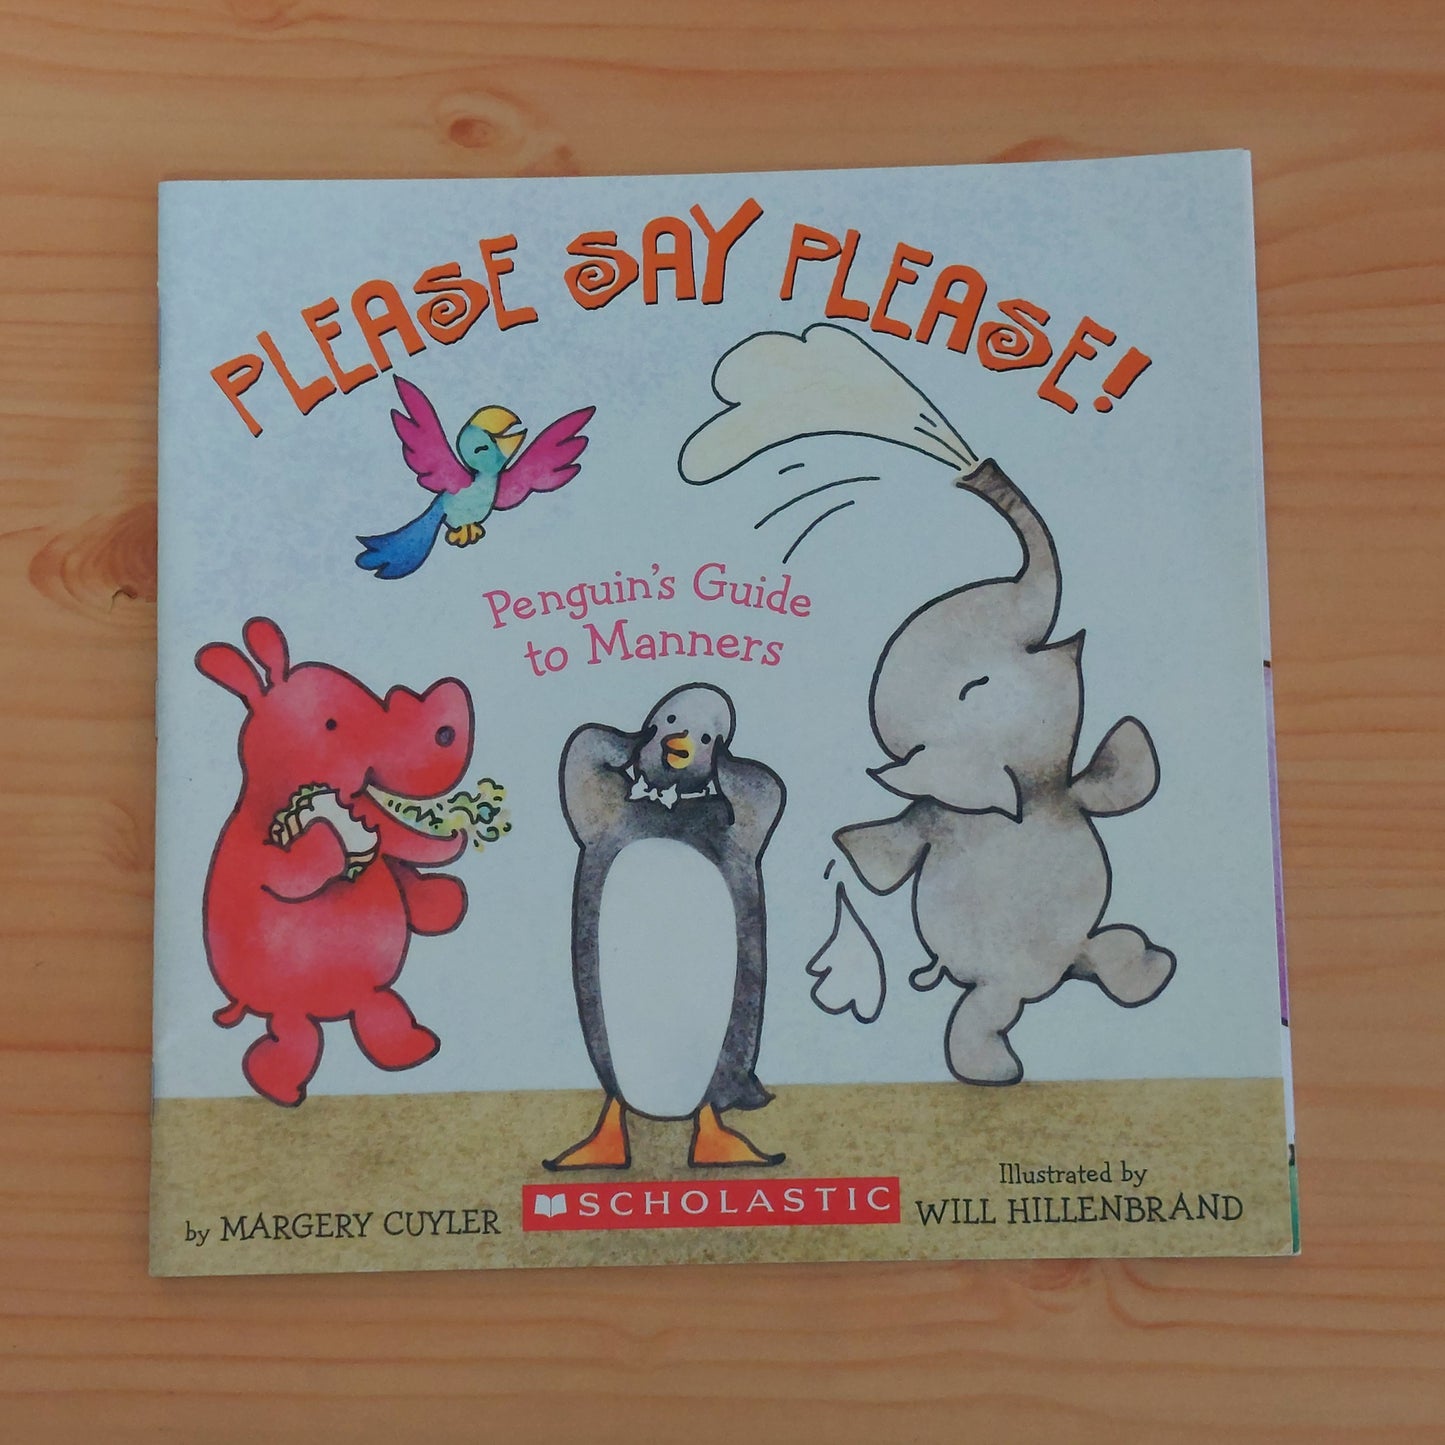 PLEASE SAY PLEASE!
Penguin's Guide
to Manners
by MARGERY CUYLER
SCHOLASTIC
Illustrated by
WILL HILLENBRAND